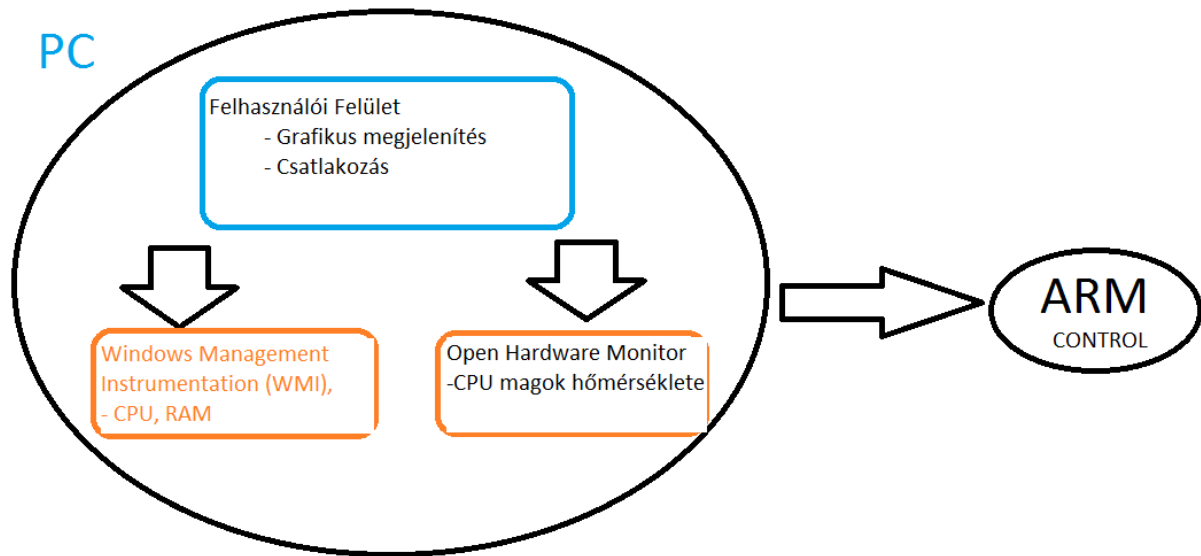 PC
Felhasználói Felület
- Grafikus megjelenítés
- Csatlakozás
Windows Management
Instrumentation (WMI),
- CPU, RAM
Open Hardware Monitor
-CPU magok hőmérséklete
ARM
CONTROL